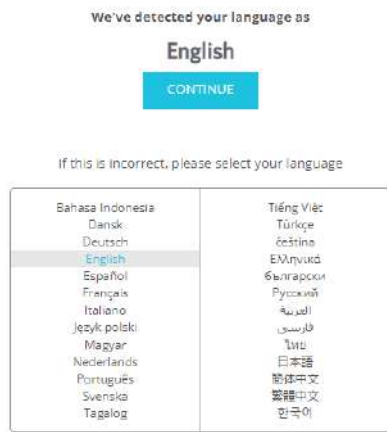 We've detected your language as
English
CONTINUE
If this is incorrect, please select your language
Bahasa Indonesia
Dansk
Deutsch
English
Español
Français
Italiano
Język polski
Magyar
Nederlands
Português
Svenska
Tagalog
Tiếng Việt
Türkçe
čeština
Ελληνικά
български
Русский
العربية
فارسی
ไทย
日本語
简体中文
繁體中文
한국어